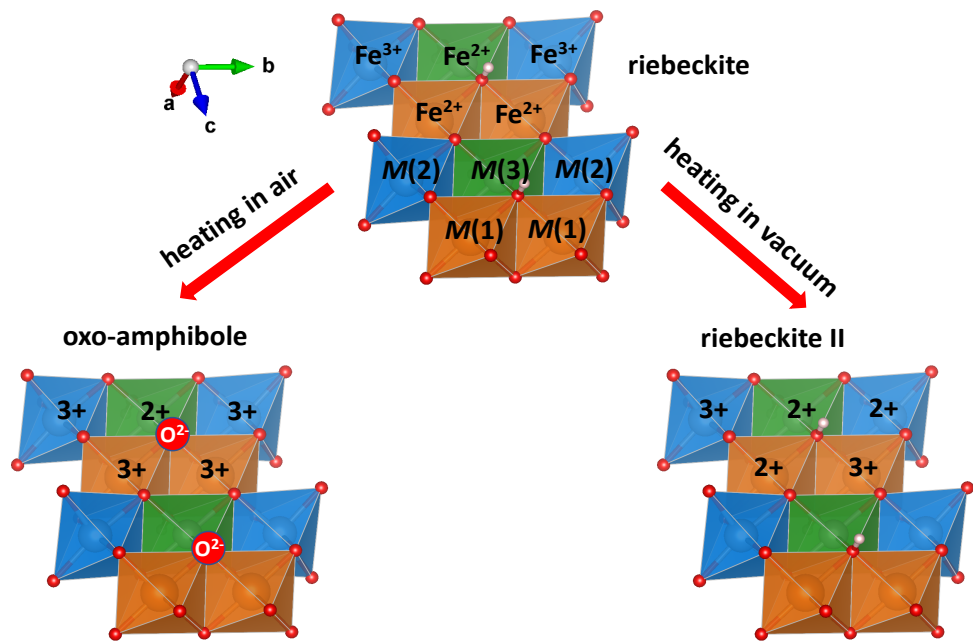 Fe3+ Fe2+ Fe3+
riebeckite
b
a
c
Fe2+ Fe2+
M(2) M(3) M(2)
M(1) M(1)
heating in air
heating in vacuum
oxo-amphibole
3+ 2+ 3+
O2-
3+ 3+
O2-
riebeckite II
3+ 2+ 2+
2+ 3+